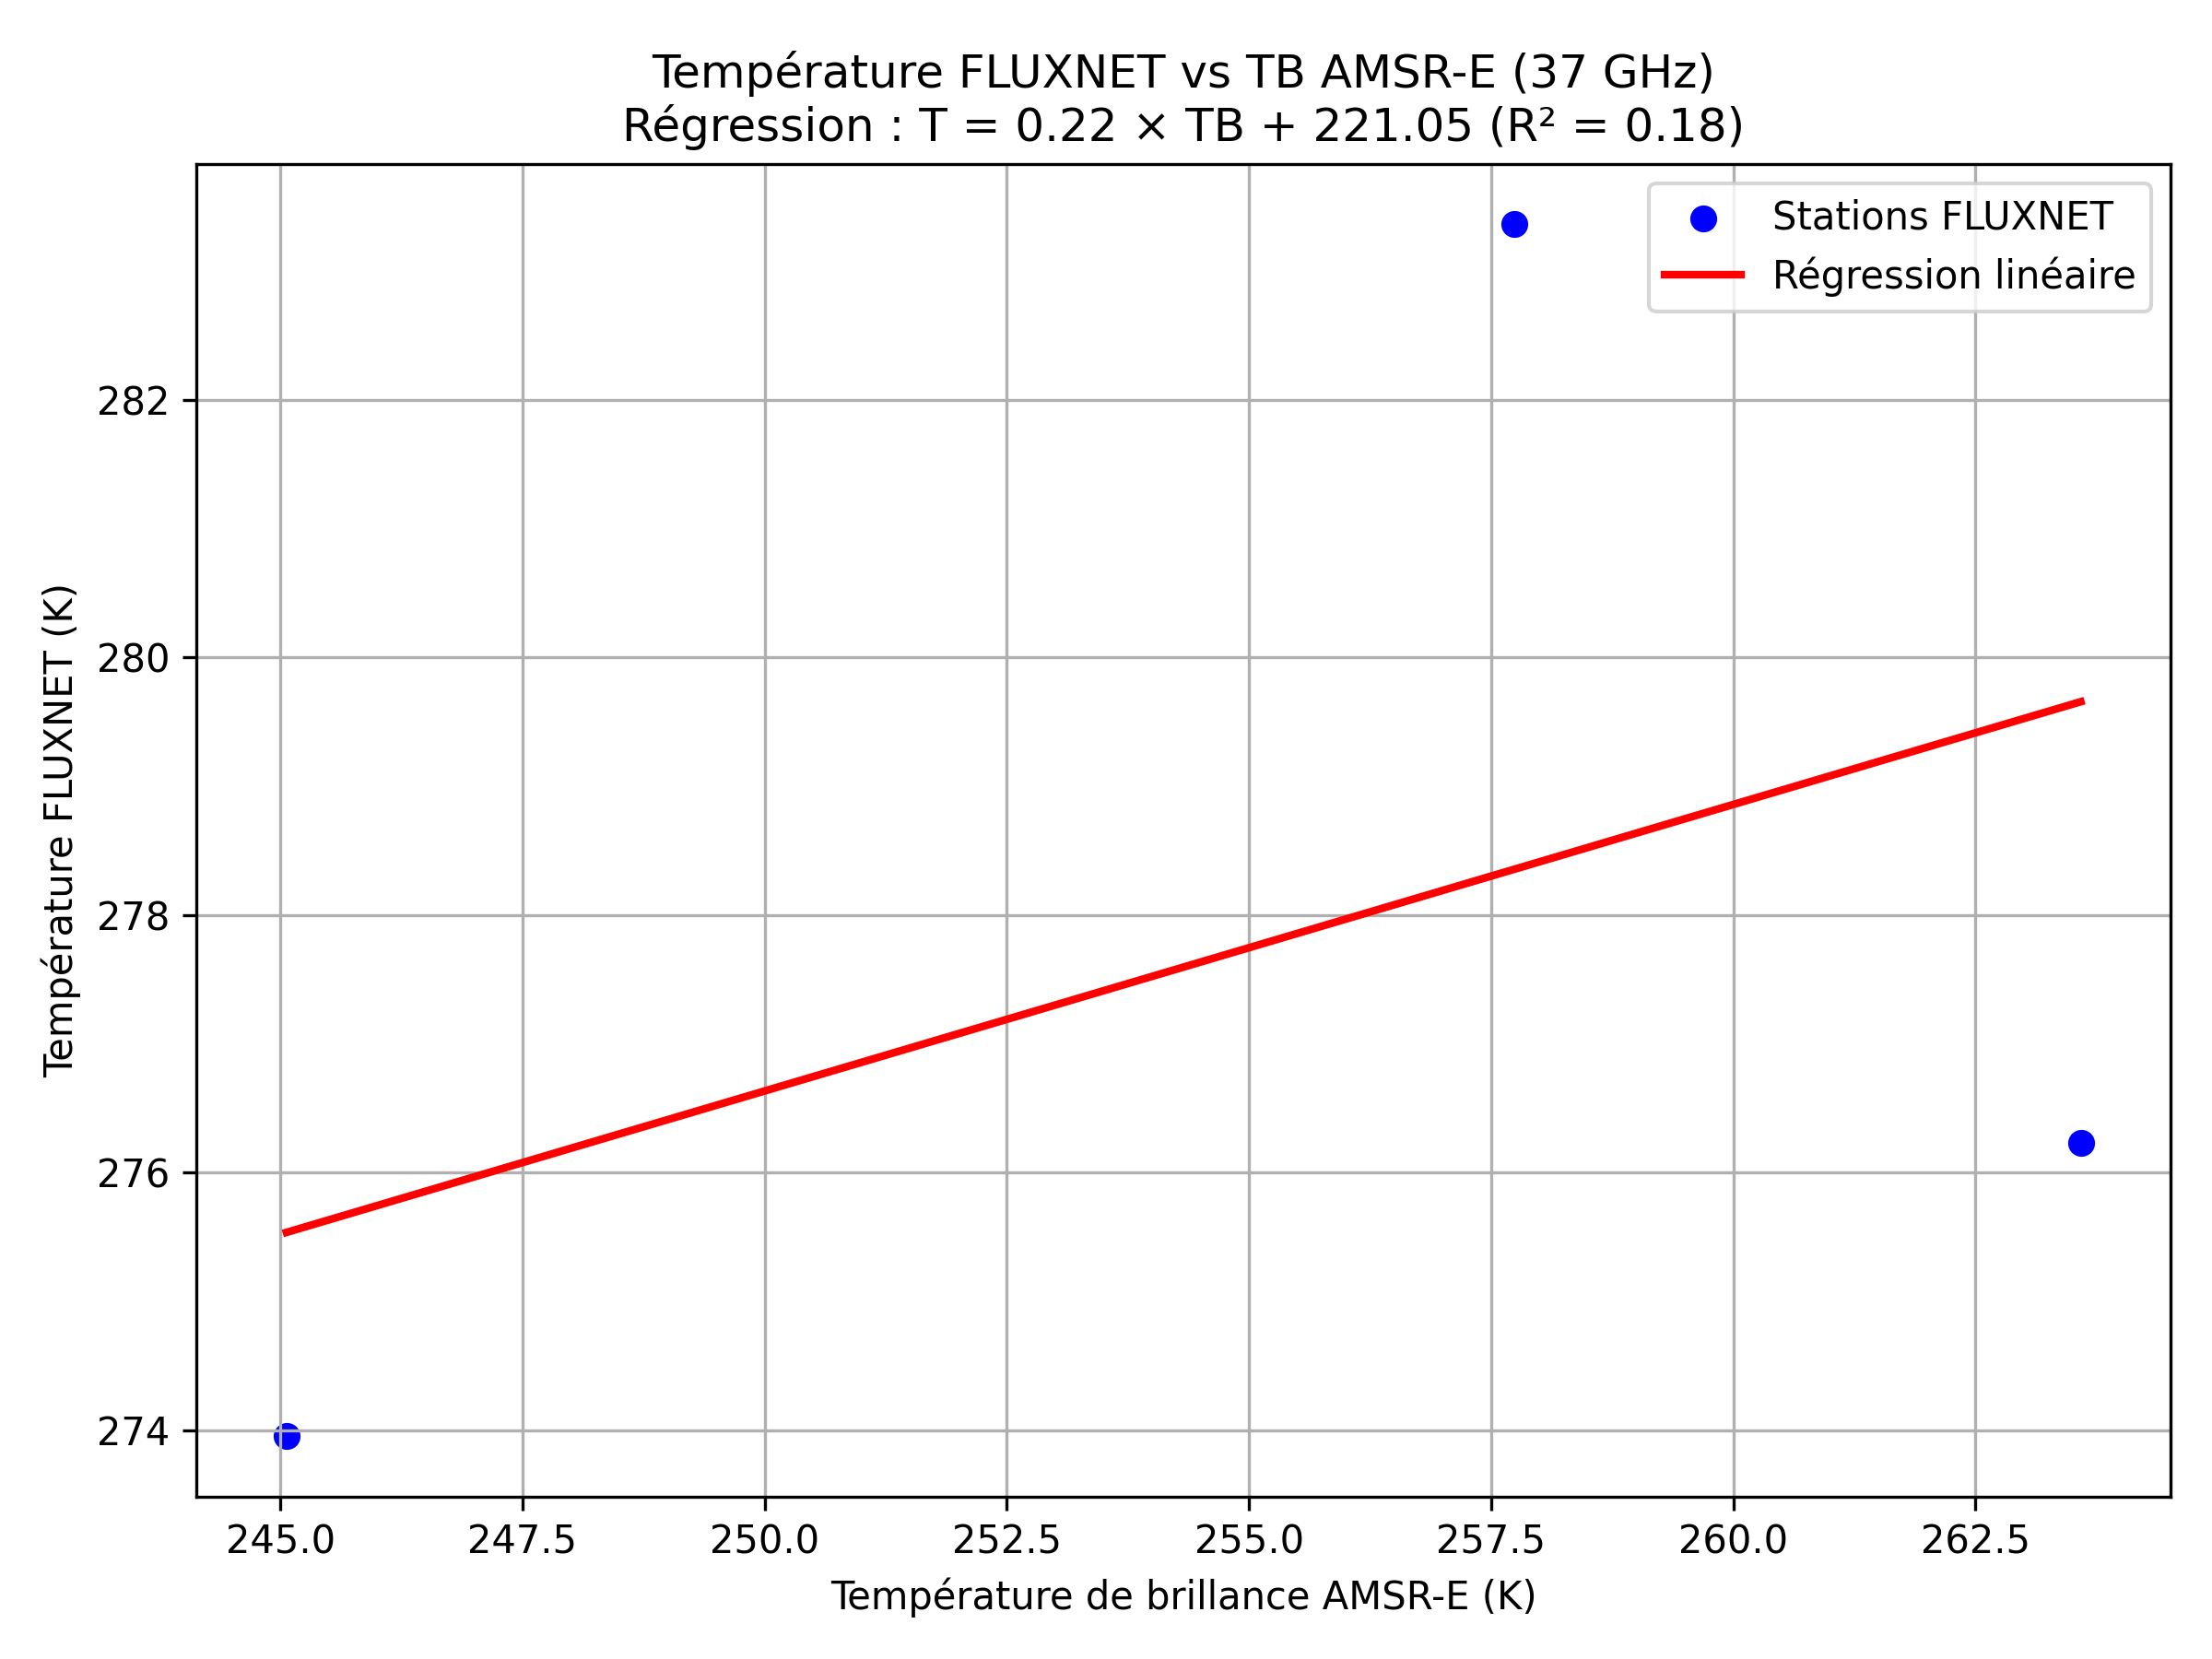 Température FLUXNET vs TB AMSR-E (37 GHz)
Régression : T = 0.22 × TB + 221.05 (R² = 0.18)
Stations FLUXNET
Régression linéaire
Température FLUXNET (K)
282
280
278
276
274
245.0 247.5 250.0 252.5 255.0 257.5 260.0 262.5
Température de brillance AMSR-E (K)